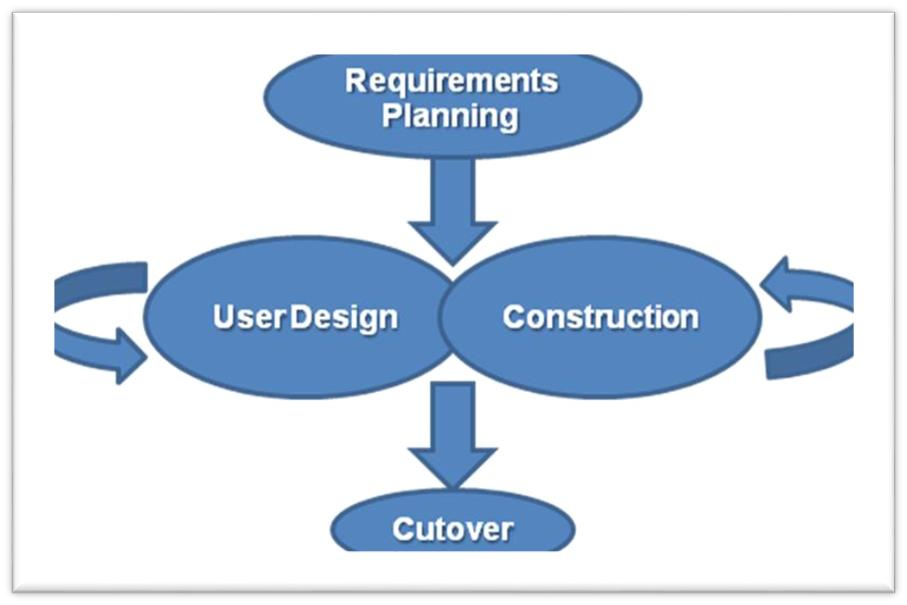 Requirements
Planning
User Design
Construction
Cutover